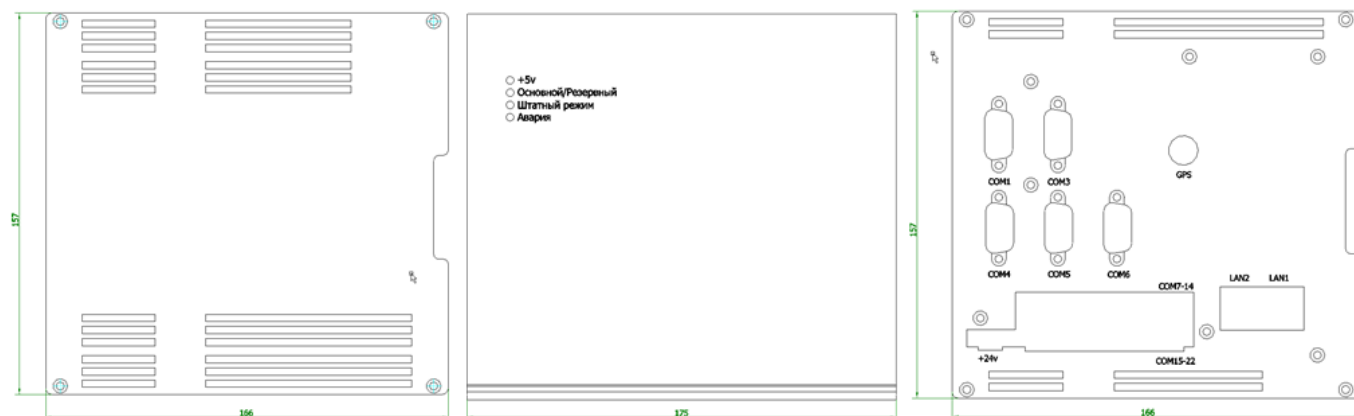 157
166
+5v
Основной/Резервный
Штатный режим
Авария
175
157
COM1
COM3
GPS
COM4
COM5
COM6
LAN2
LAN1
COM7-14
+24v
COM15-22
166